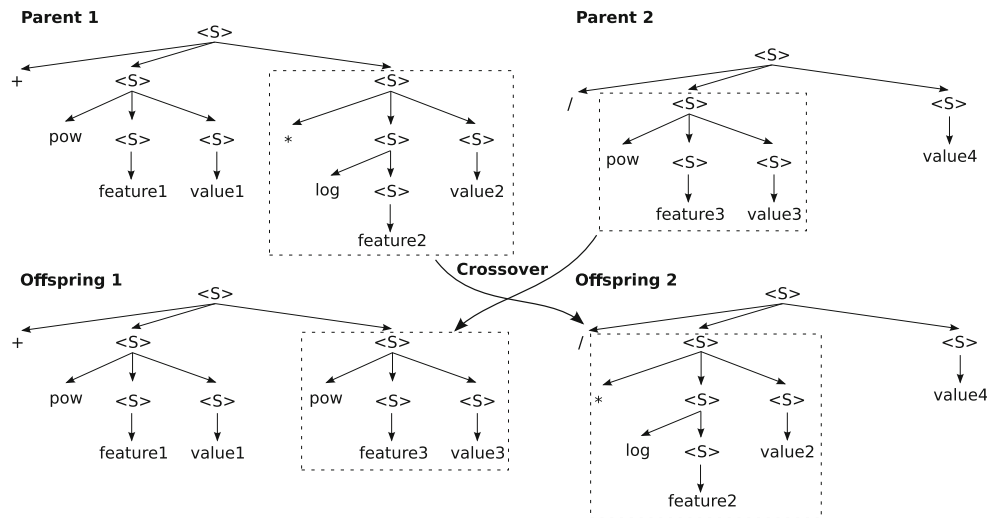 Parent 1
Parent 2
<S>
<S>
+
<S>
<S>
/
<S>
<S>
pow
<S>
<S>
*
<S>
<S>
pow
<S>
<S>
value4
feature1
value1
log
<S>
value2
feature3
value3
feature2
Crossover
Offspring 1
Offspring 2
<S>
<S>
+
<S>
<S>
/
<S>
<S>
pow
<S>
<S>
pow
<S>
<S>
*
<S>
<S>
value4
feature1
value1
feature3
value3
log
<S>
value2
feature2